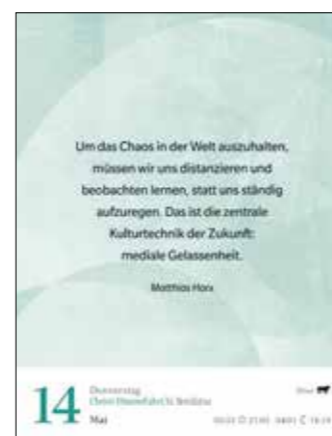 Um das Chaos in der Welt auszuhalten,
müssen wir uns distanzieren und
beobachten lernen, statt uns ständig
aufzuregen. Das ist die zentrale
Kulturtechnik der Zukunft:
mediale Gelassenheit.
Matthias Horx
14
Donnerstag
Christi Himmelfahrt
Mai